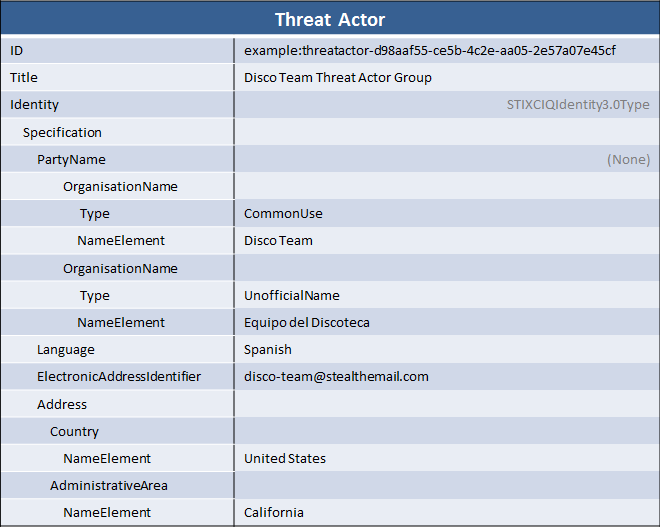 Threat Actor
ID example:threatactor-d98aaf55-ce5b-4c2e-aa05-2e57a07e45cf
Title Disco Team Threat Actor Group
Identity STIXCIQIdentity3.0Type
Specification
PartyName (None)
OrganisationName
Type CommonUse
NameElement Disco Team
OrganisationName
Type UnofficialName
NameElement Equipo del Discoteca
Language Spanish
ElectronicAddressIdentifier disco-team@stealthemail.com
Address
Country
NameElement United States
AdministrativeArea
NameElement California